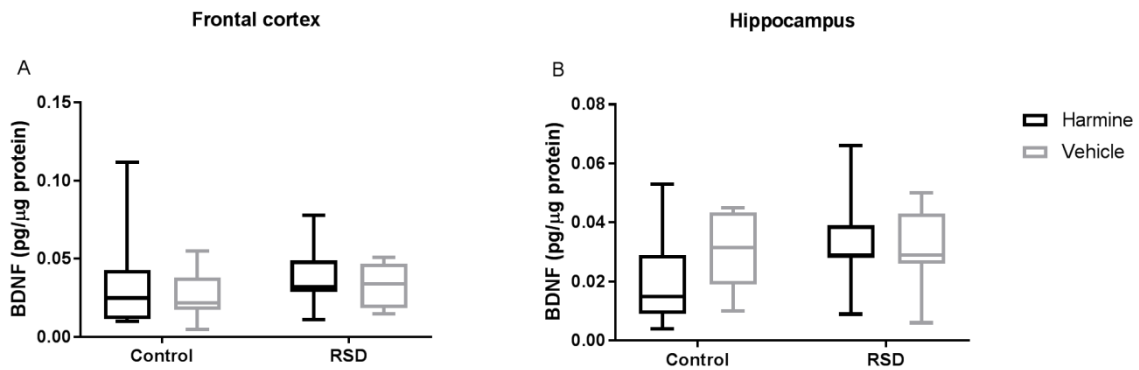 Frontal cortex
Hippocampus
A
BDNF (pg/µg protein)
0.15
0.10
0.05
0.00
Control
RSD
B
BDNF (pg/µg protein)
0.08
0.06
0.04
0.02
0.00
Control
RSD
Harmine
Vehicle